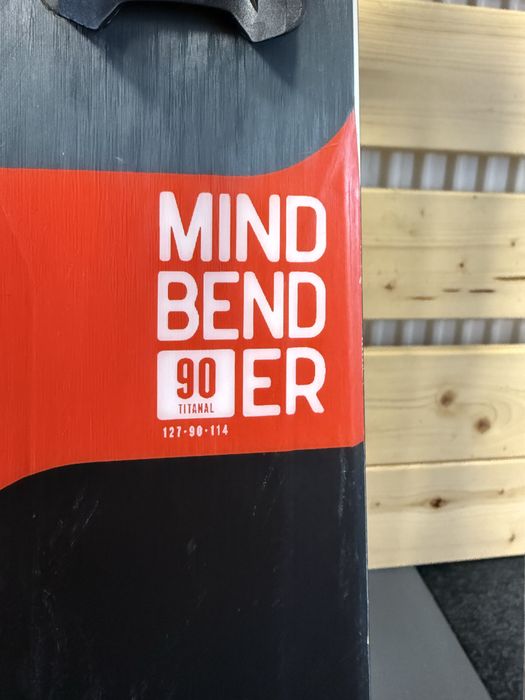 MIND
BEND
90 ER
TITANAL
127·90·114